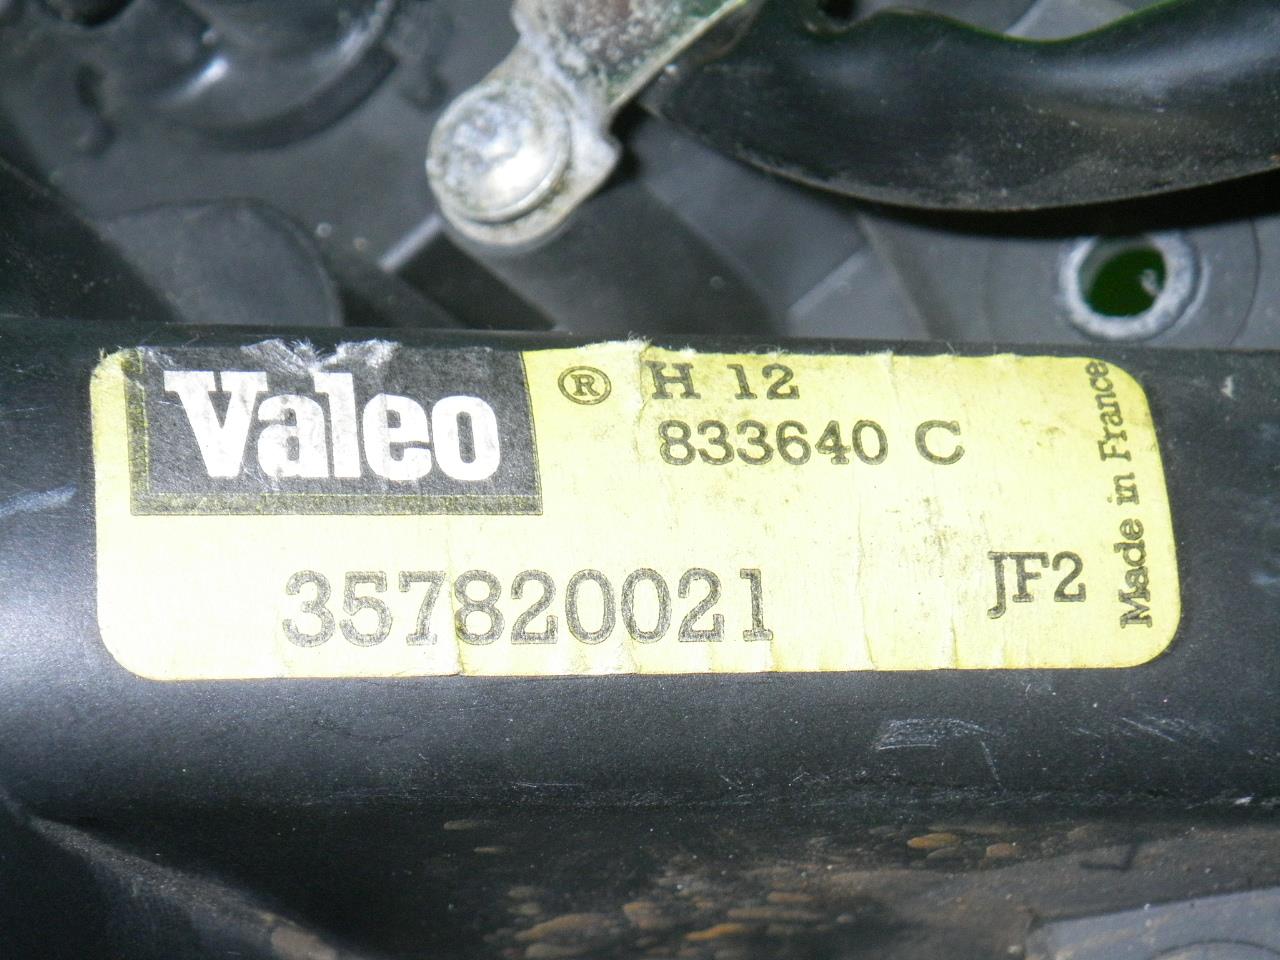 Valeo ® H 12
833640 C
357820021
JF2
Made in France